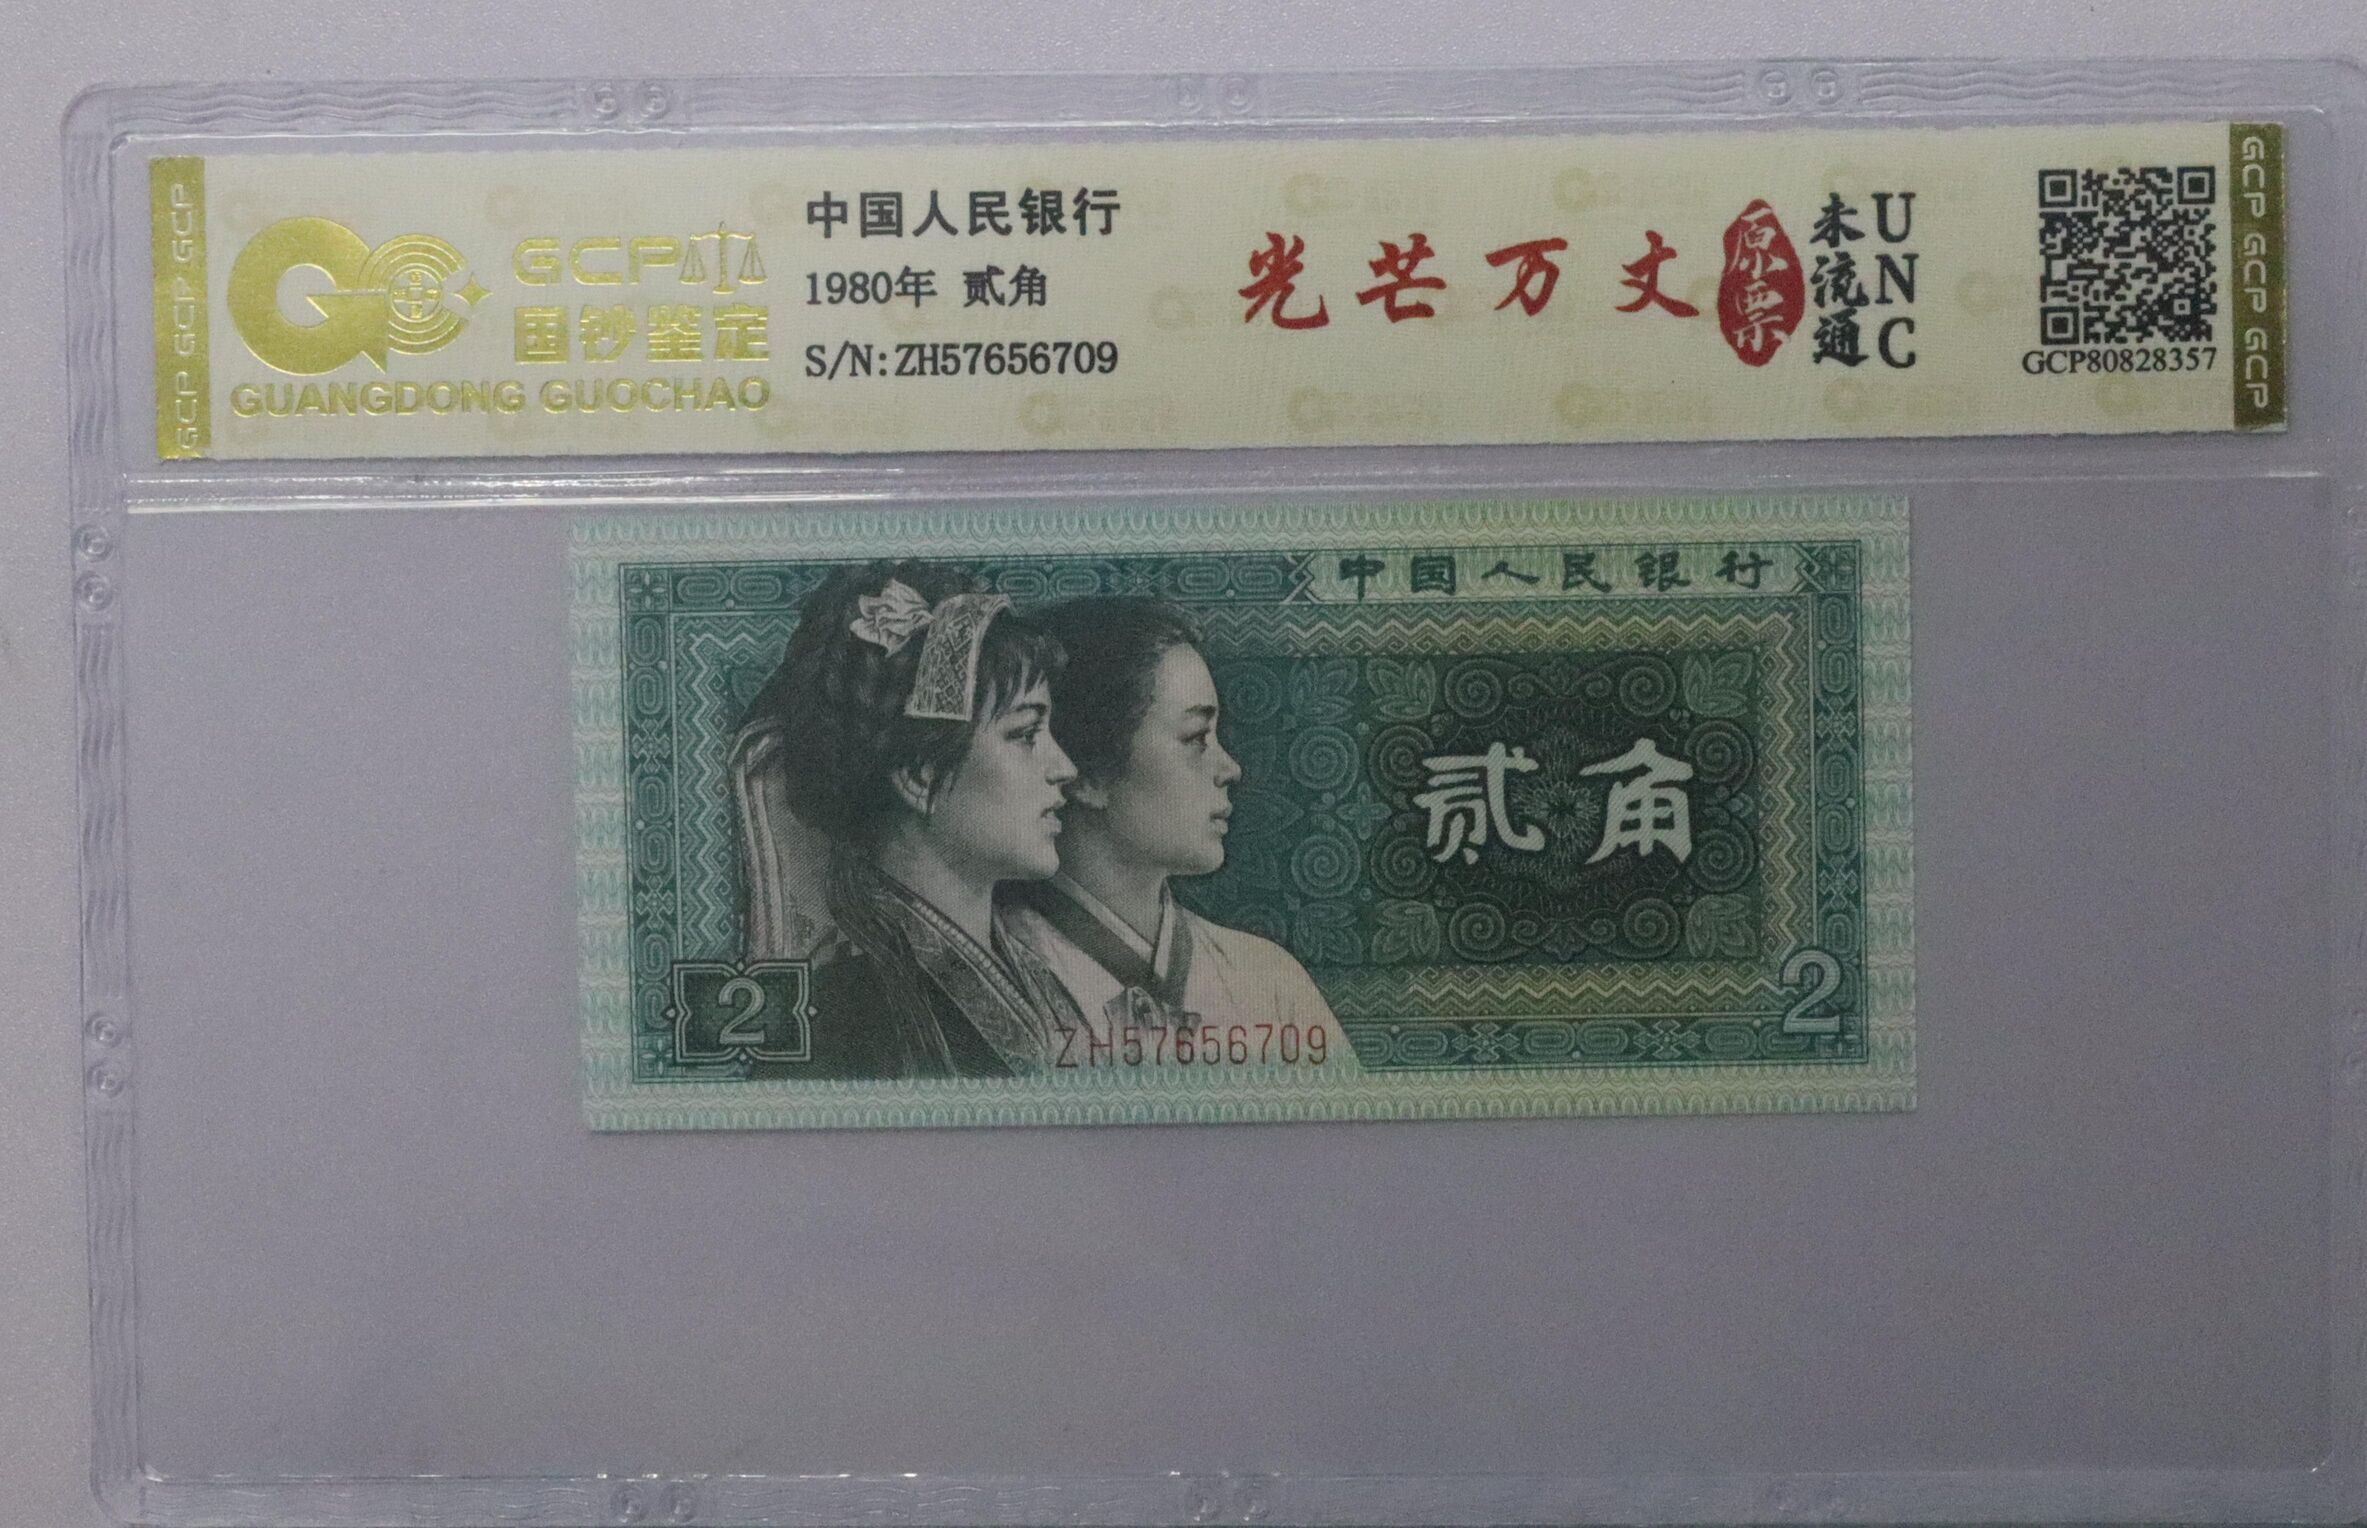 GCP GCP GCP
GCP
国钞鉴定
GUANGDONG GUOCHAO
中国人民银行
1980年 贰角
S/N:ZH57656709
光芒万丈
原票
未流通
UNC
GCP80828357
GCP GCP GCP
中国人民银行
贰角
2
2
ZH57656709